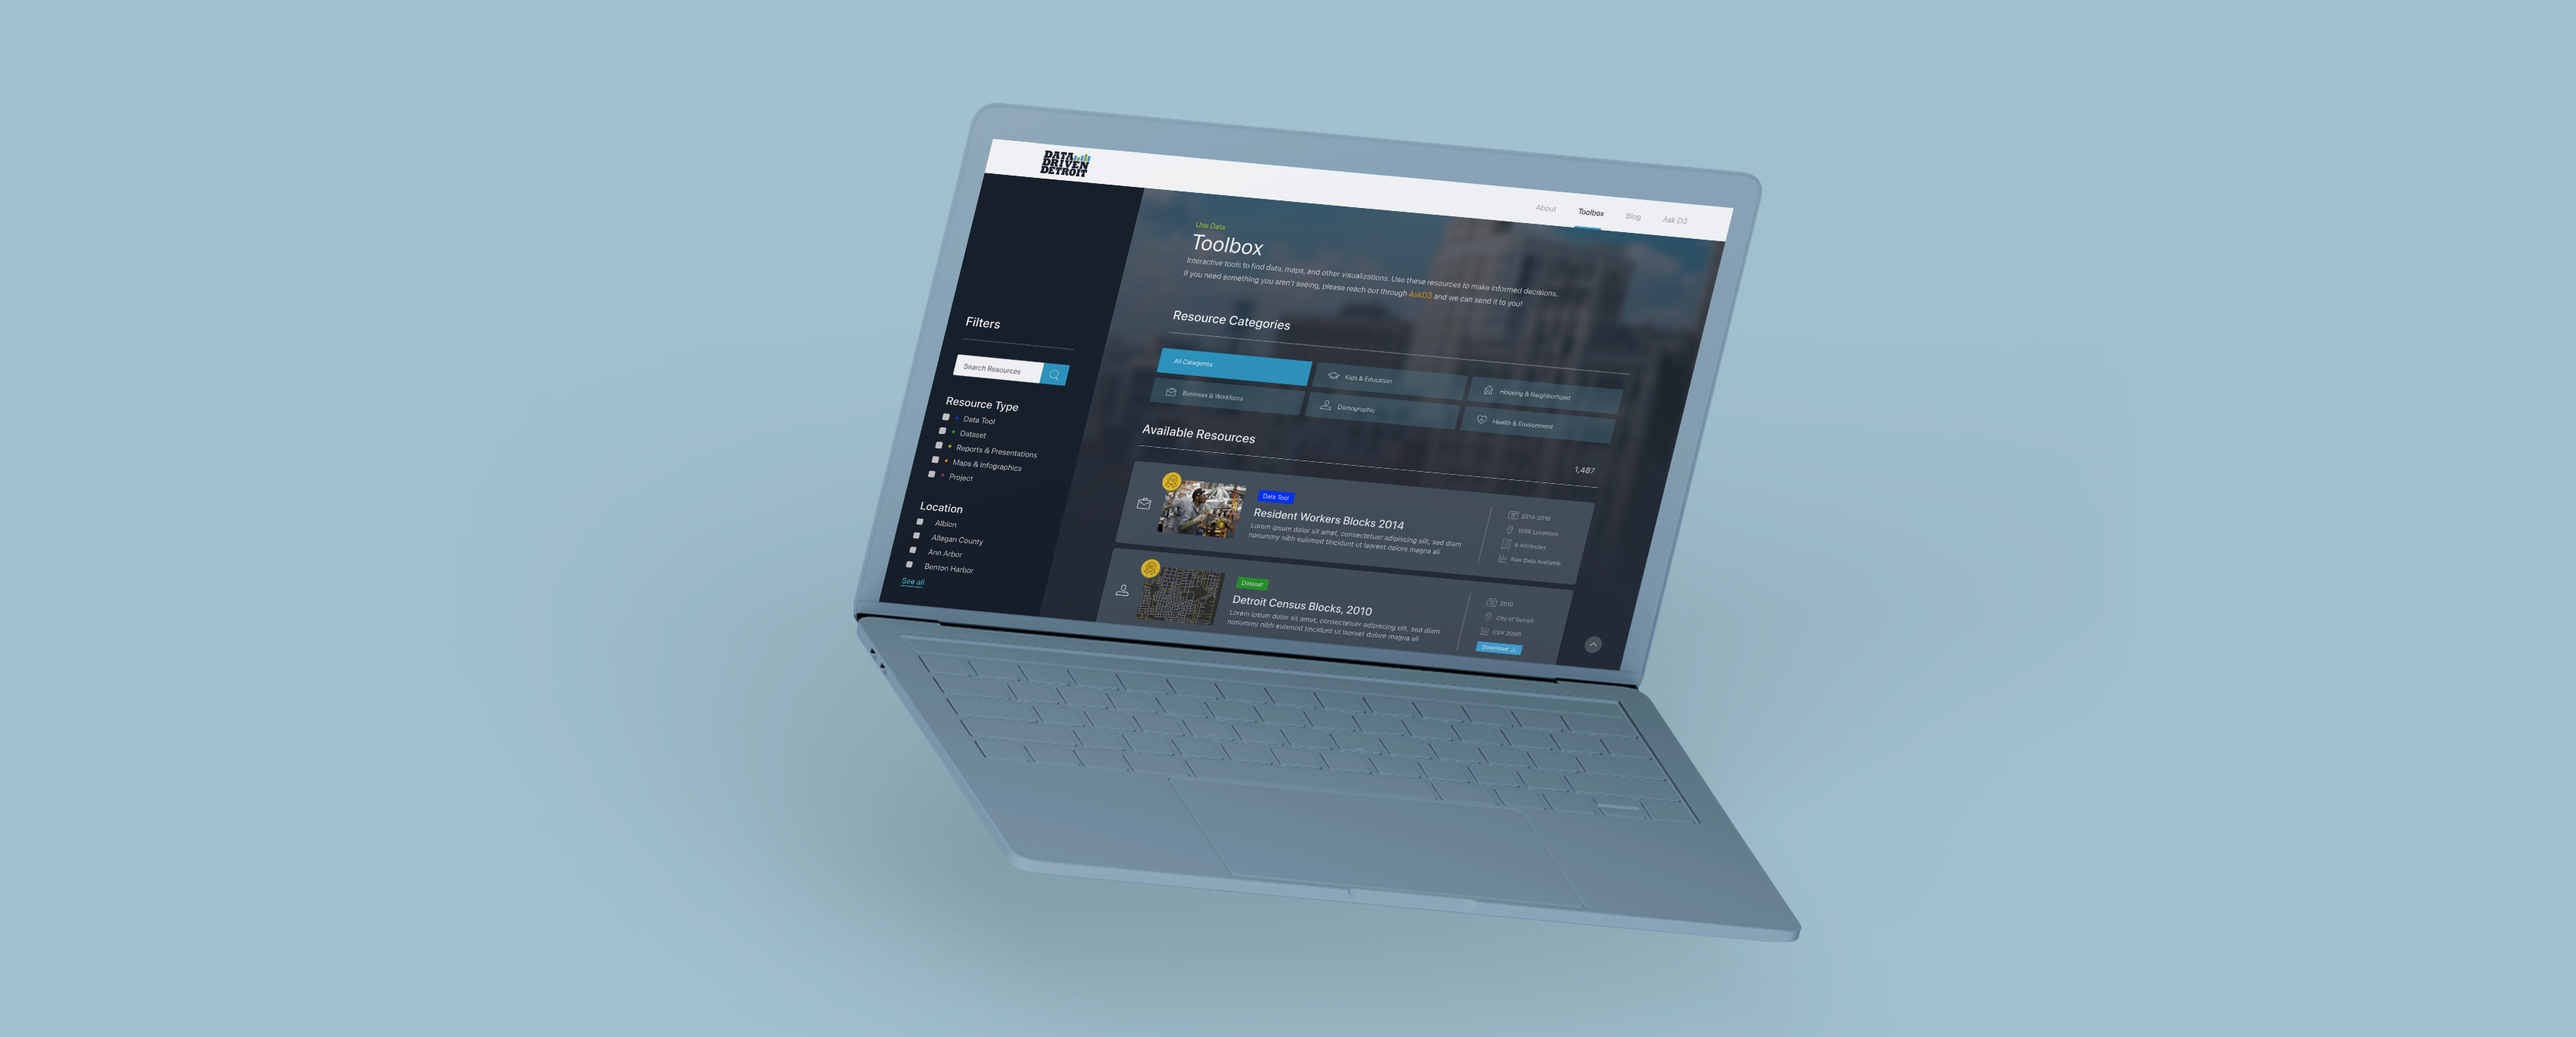 DATA
DRIVEN
DETROIT
About
Toolbox
Blog
Ask D3
Use Data
Toolbox
Interactive tools to find data, maps, and other visualizations. Use these resources to make informed decisions.
If you need something you aren't seeing, please reach out through AskD3 and we can send it to you!
Filters
Search Resources
Resource Type
Data Tool
Dataset
Reports & Presentations
Maps & Infographics
Project
Location
Albion
Allegan County
Ann Arbor
Benton Harbor
See all
Resource Categories
All Categories
Kids & Education
Housing & Neighborhood
Business & Workforce
Demographic
Health & Environment
Available Resources
1,487
Data Tool
Resident Workers Blocks 2014
Lorem ipsum dolor sit amet, consectetuer adipiscing elit, sed diam
nonummy nibh euismod tincidunt ut laoreet dolore magna ali
2014-2016
1096 Locations
9 Attributes
Raw Data Available
Dataset
Detroit Census Blocks, 2010
Lorem ipsum dolor sit amet, consectetuer adipiscing elit, sed diam
nonummy nibh euismod tincidunt ut laoreet dolore magna ali
2010
City of Detroit
CSV 20MB
Download